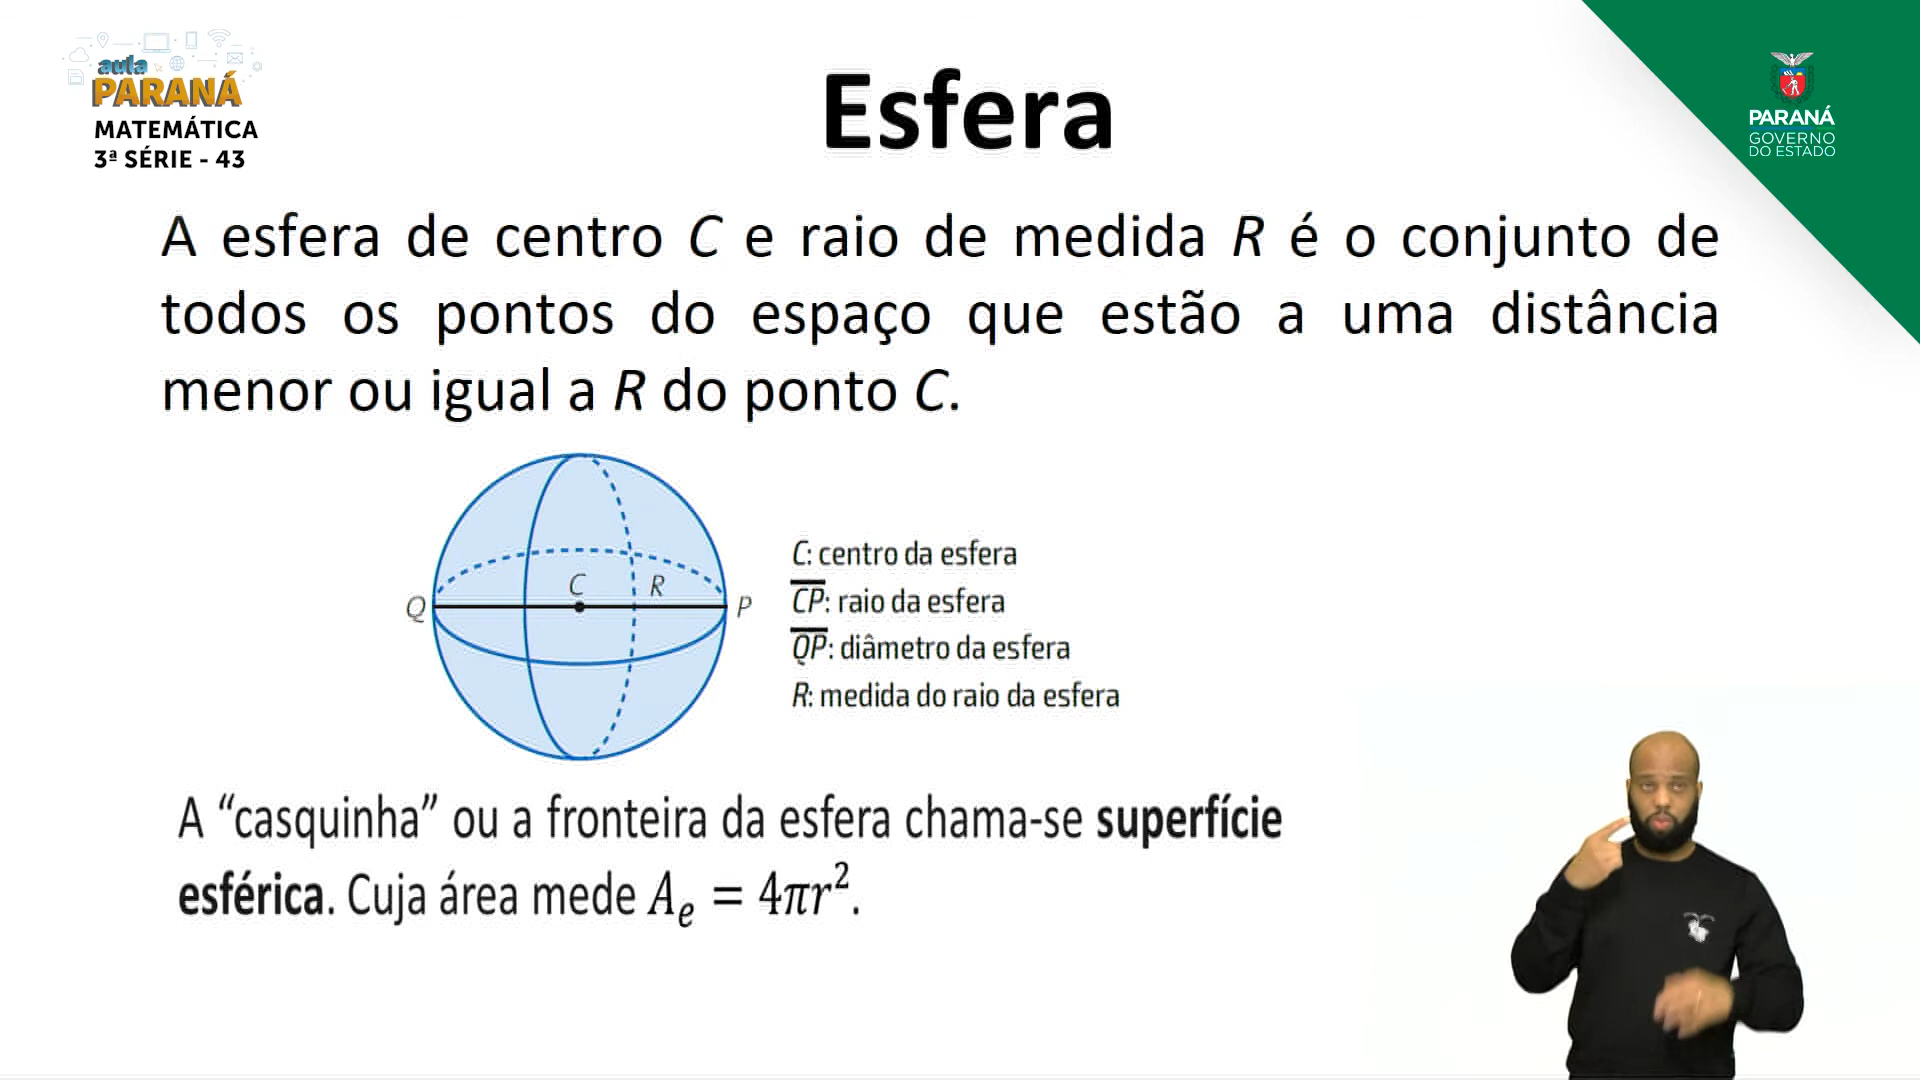 aula
PARANÁ
MATEMÁTICA
3ª SÉRIE - 43
Esfera
PARANÁ
GOVERNO
DO ESTADO
A esfera de centro C e raio de medida R é o conjunto de
todos os pontos do espaço que estão a uma distância
menor ou igual a R do ponto C.
C
R
Q
P
C: centro da esfera
C̅P̅: raio da esfera
Q̅P̅: diâmetro da esfera
R: medida do raio da esfera
A “casquinha” ou a fronteira da esfera chama-se superfície
esférica. Cuja área mede Aₑ = 4πr².